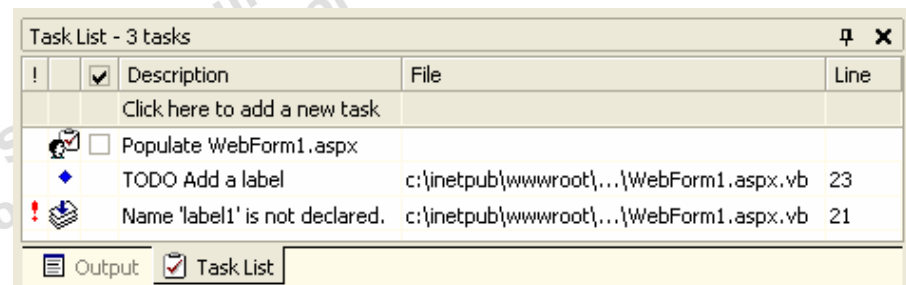 Task List - 3 tasks
! Description File Line
Click here to add a new task
Populate WebForm1.aspx
TODO Add a label c:\inetpub\wwwroot\...\WebForm1.aspx.vb 23
! Name 'label1' is not declared. c:\inetpub\wwwroot\...\WebForm1.aspx.vb 21
Output Task List